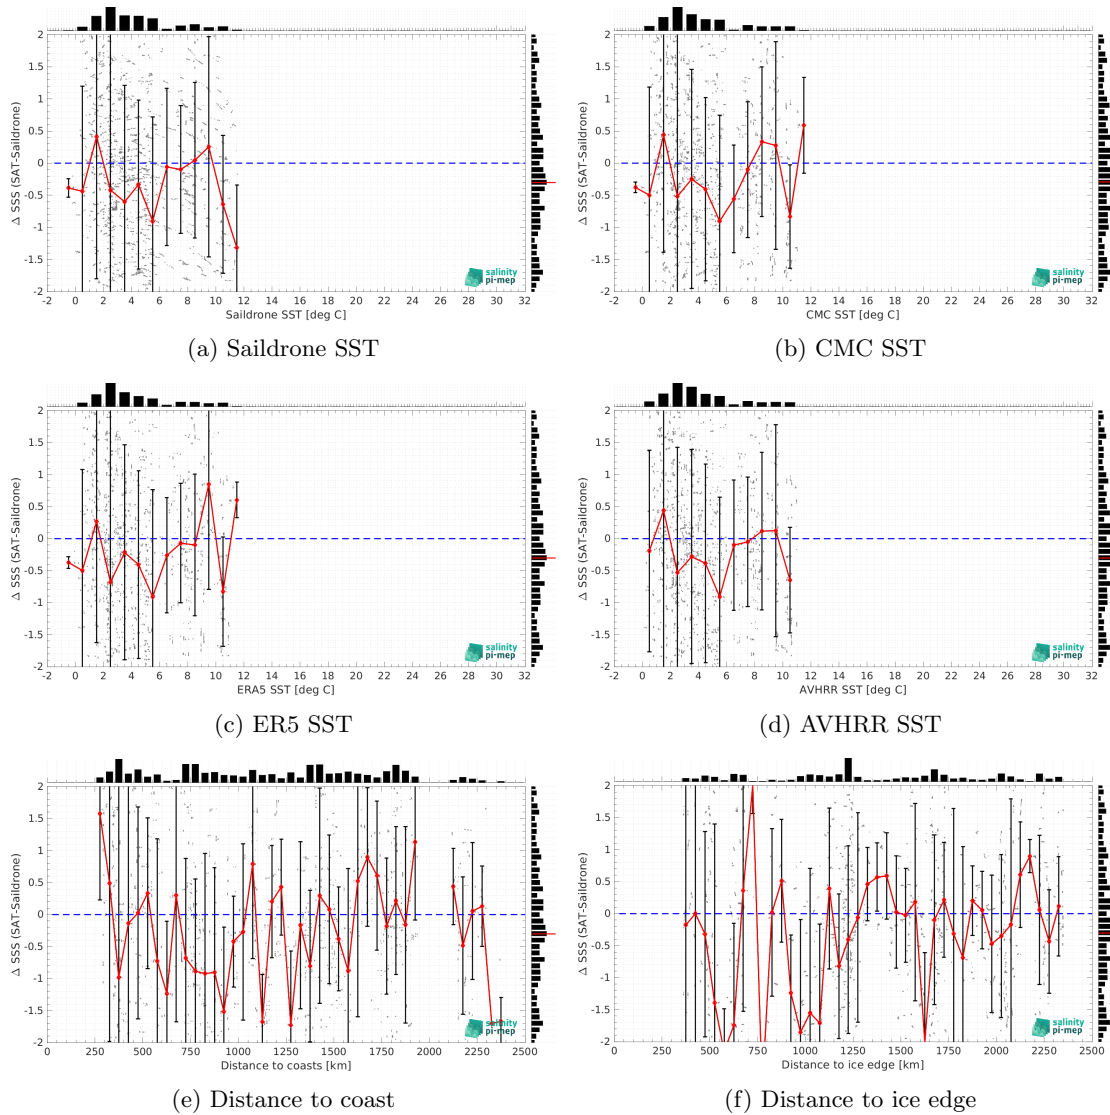 2
1.5
1
0.5
0
-0.5
-1
-1.5
-2
Δ SSS (SAT-Saildrone)
salinity
pi-mep
-2 0 2 4 6 8 10 12 14 16 18 20 22 24 26 28 30 32
Saildrone SST [deg C]
(a) Saildrone SST
2
1.5
1
0.5
0
-0.5
-1
-1.5
-2
Δ SSS (SAT-Saildrone)
salinity
pi-mep
-2 0 2 4 6 8 10 12 14 16 18 20 22 24 26 28 30 32
CMC SST [deg C]
(b) CMC SST
2
1.5
1
0.5
0
-0.5
-1
-1.5
-2
Δ SSS (SAT-Saildrone)
salinity
pi-mep
-2 0 2 4 6 8 10 12 14 16 18 20 22 24 26 28 30 32
ERA5 SST [deg C]
(c) ER5 SST
2
1.5
1
0.5
0
-0.5
-1
-1.5
-2
Δ SSS (SAT-Saildrone)
salinity
pi-mep
-2 0 2 4 6 8 10 12 14 16 18 20 22 24 26 28 30 32
AVHRR SST [deg C]
(d) AVHRR SST
2
1.5
1
0.5
0
-0.5
-1
-1.5
-2
Δ SSS (SAT-Saildrone)
salinity
pi-mep
0 250 500 750 1000 1250 1500 1750 2000 2250 2500
Distance to coasts [km]
(e) Distance to coast
2
1.5
1
0.5
0
-0.5
-1
-1.5
-2
Δ SSS (SAT-Saildrone)
salinity
pi-mep
0 250 500 750 1000 1250 1500 1750 2000 2250 2500
Distance to ice edge [km]
(f) Distance to ice edge